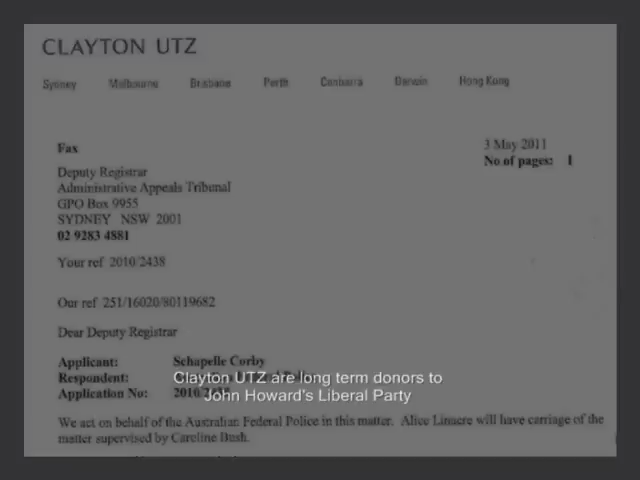 CLAYTON UTZ
Sydney Melbourne Brisbane Perth Canberra Darwin Hong Kong
Fax
3 May 2011
No of pages: 1
Deputy Registrar
Administrative Appeals Tribunal
GPO Box 9955
SYDNEY NSW 2001
02 9283 4881
Your ref 2010/2438
Our ref 251/16020/80119682
Dear Deputy Registrar
Applicant: Schapelle Corby
Respondent:
Application No: 2010/2438
Clayton UTZ are long term donors to
John Howard's Liberal Party
We act on behalf of the Australian Federal Police in this matter. Alice Linacre will have carriage of the
matter supervised by Caroline Bush.